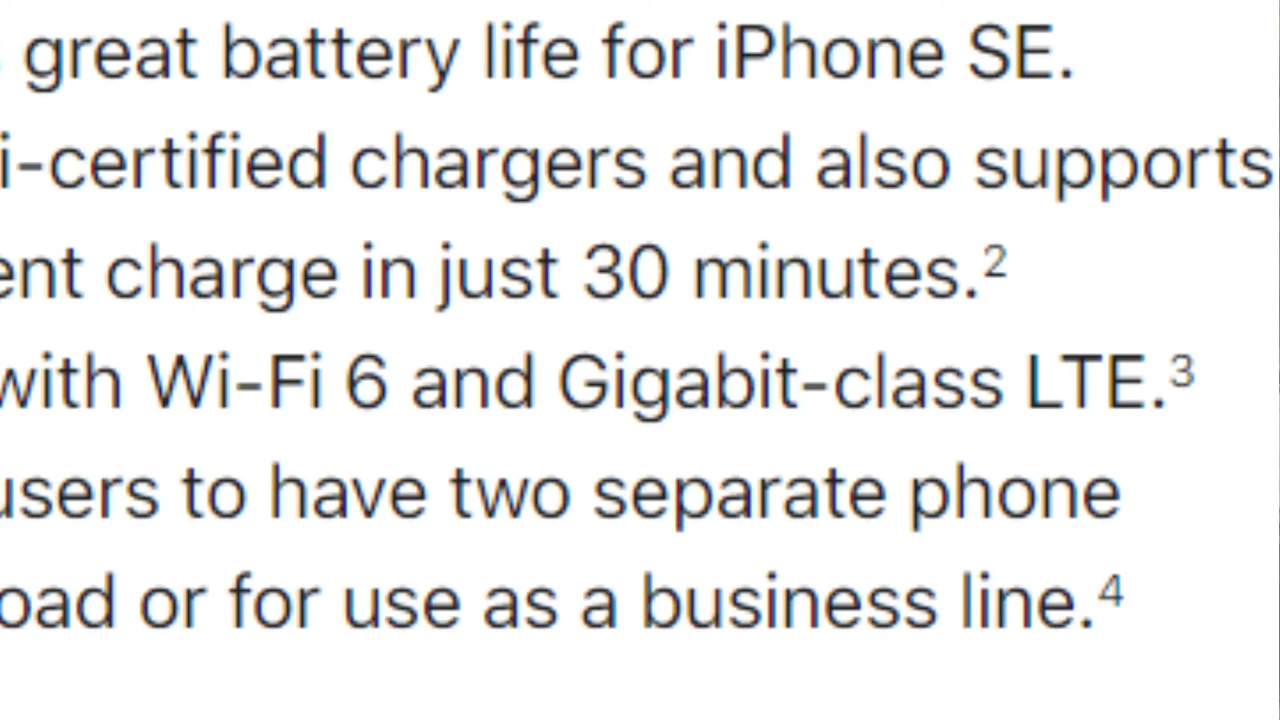 great battery life for iPhone SE.
i-certified chargers and also supports
ent charge in just 30 minutes.²
with Wi-Fi 6 and Gigabit-class LTE.³
users to have two separate phone
oad or for use as a business line.⁴